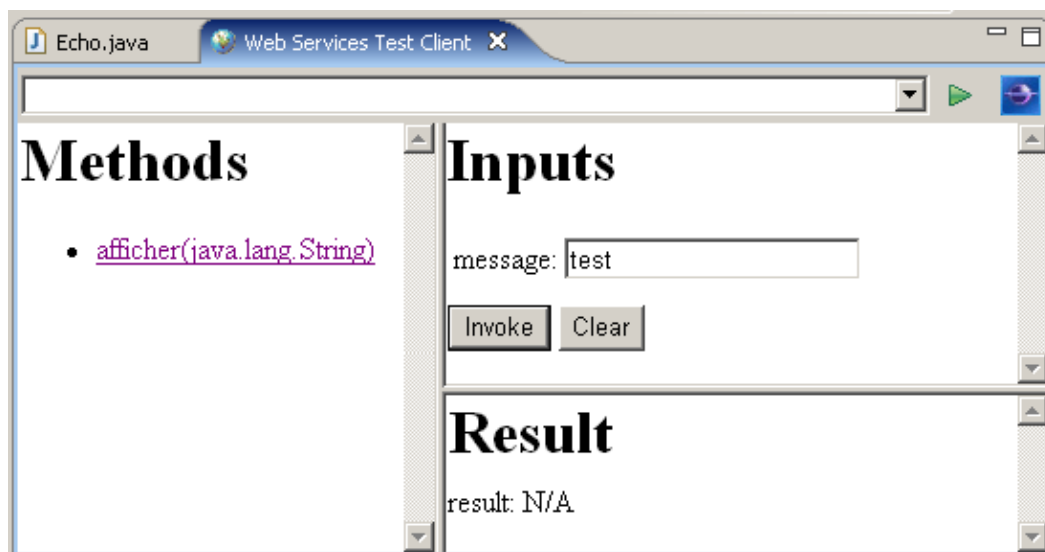 Echo.java Web Services Test Client
Methods
afficher(java.lang.String)
Inputs
message: test
Invoke Clear
Result
result: N/A